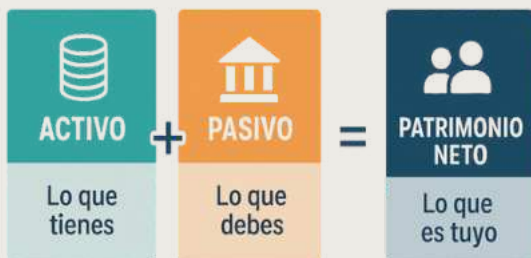 ACTIVO + PASIVO = PATRIMONIO
NETO
Lo que
tienes
Lo que
debes
Lo que
es tuyo